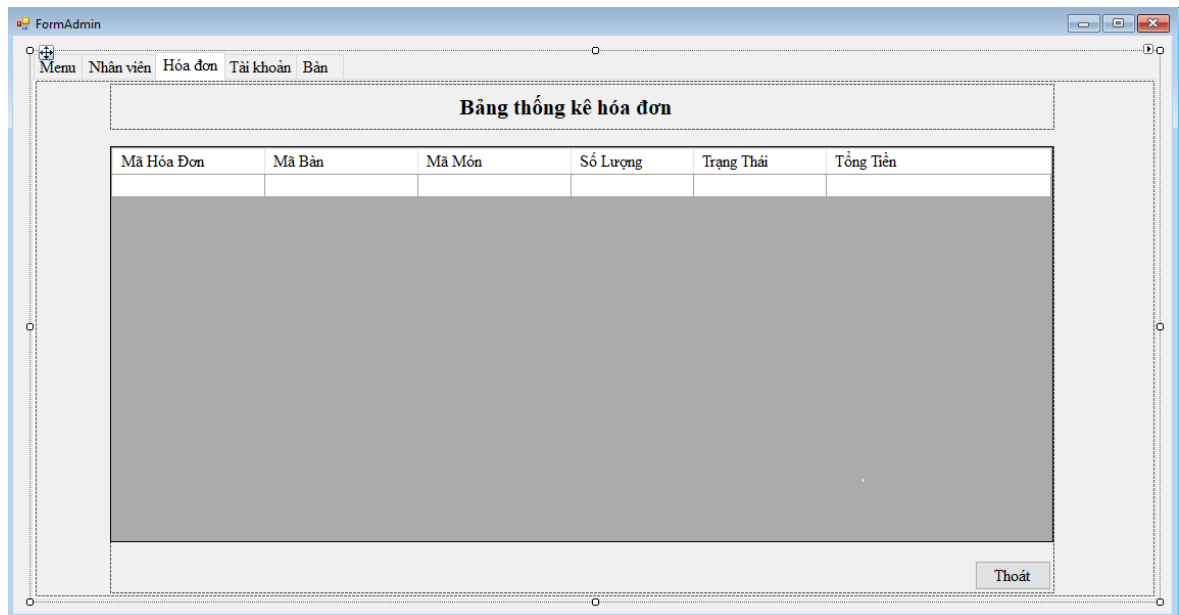 FormAdmin
Menu Nhân viên Hóa đơn Tài khoản Bàn
Bảng thống kê hóa đơn
Mã Hóa Đơn Mã Bàn Mã Món Số Lượng Trạng Thái Tổng Tiền
Thoát